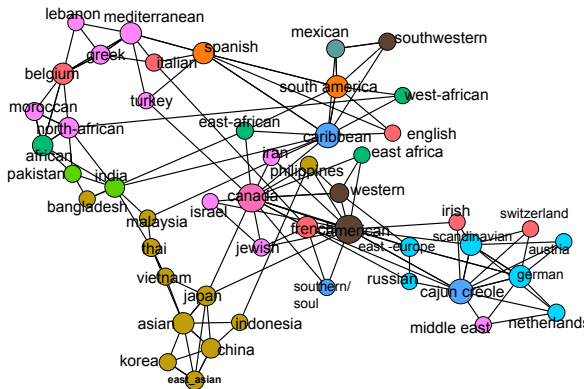 lebanon
mediterranean
mexican
southwestern
greek
spanish
belgium
italian
south america
moroccan
turkey
west-african
north-african
east-african
caribbean
english
african
iran
east africa
pakistan
india
philippines
bangladesh
canada
western
malaysia
israel
american
irish
switzerland
thai
jewish
french
east.-europe
scandinavian
austria
vietnam
japan
southern/
soul
russian
cajun creole
german
asian
indonesia
middle east
netherlands
korea
china
east_asian